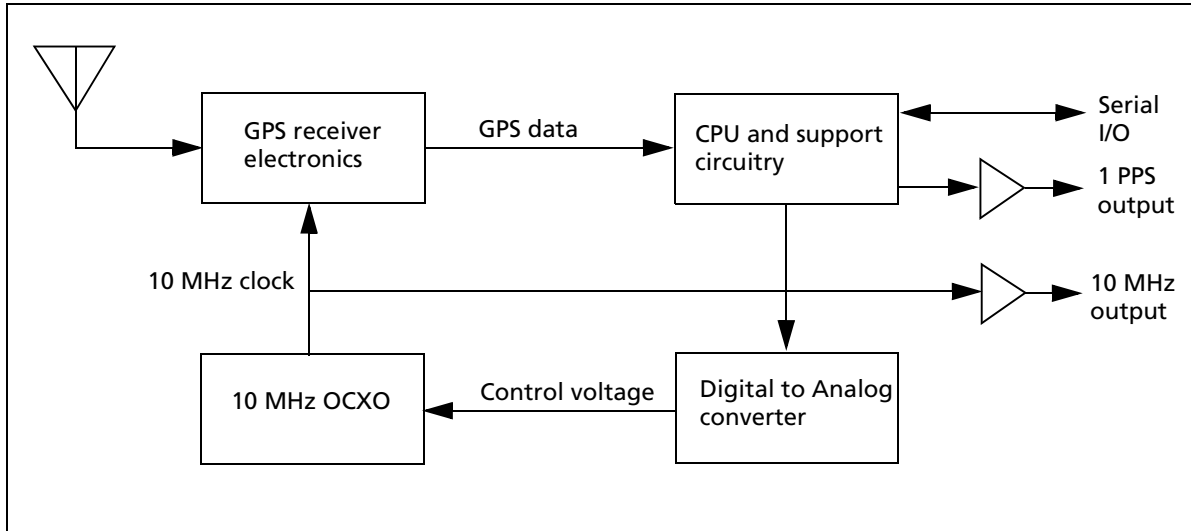 GPS receiver
electronics
GPS data
CPU and support
circuitry
Serial
I/O
1 PPS
output
10 MHz clock
10 MHz
output
10 MHz OCXO
Control voltage
Digital to Analog
converter